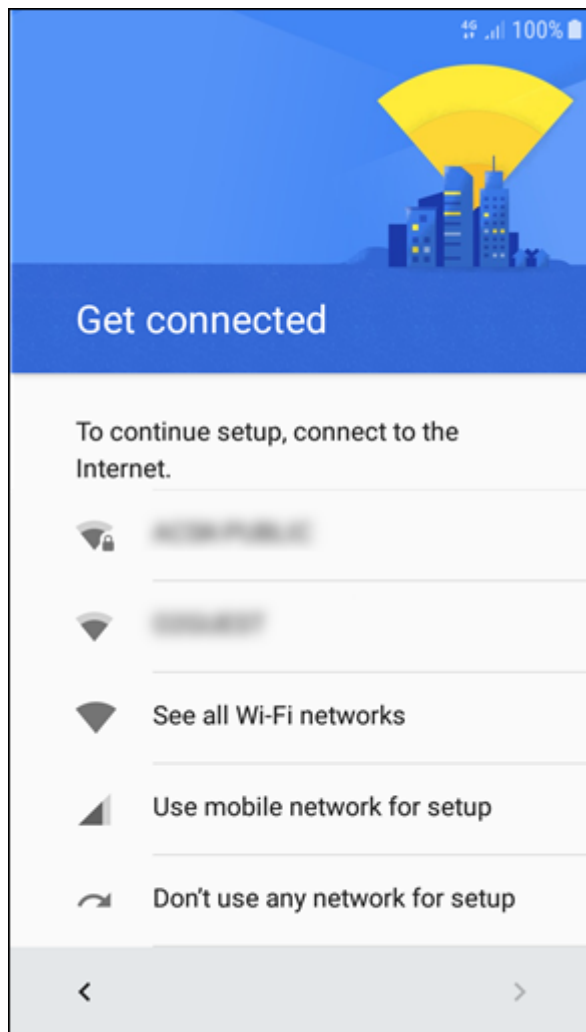 4G 100%
Get connected
To continue setup, connect to the
Internet.
See all Wi-Fi networks
Use mobile network for setup
Don't use any network for setup